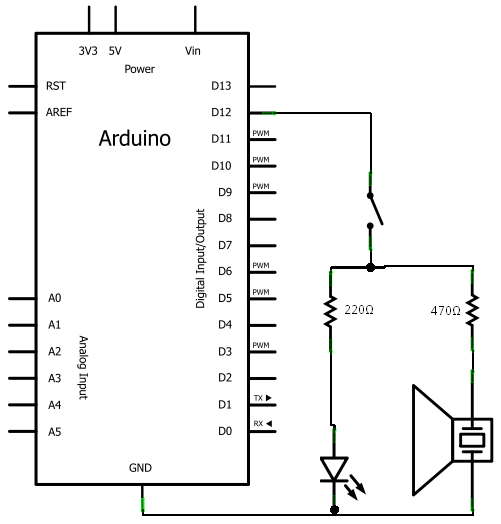 3V3 5V Vin
Power
RST D13
AREF D12
Arduino
D11 PWM
D10 PWM
D9 PWM
D8
D7
D6 PWM
Digital Input/Output
A0 D5 PWM
A1 D4
A2 D3 PWM
A3 D2
A4 D1 TX ▶
A5 D0 RX ◀
Analog Input
GND
220Ω
470Ω